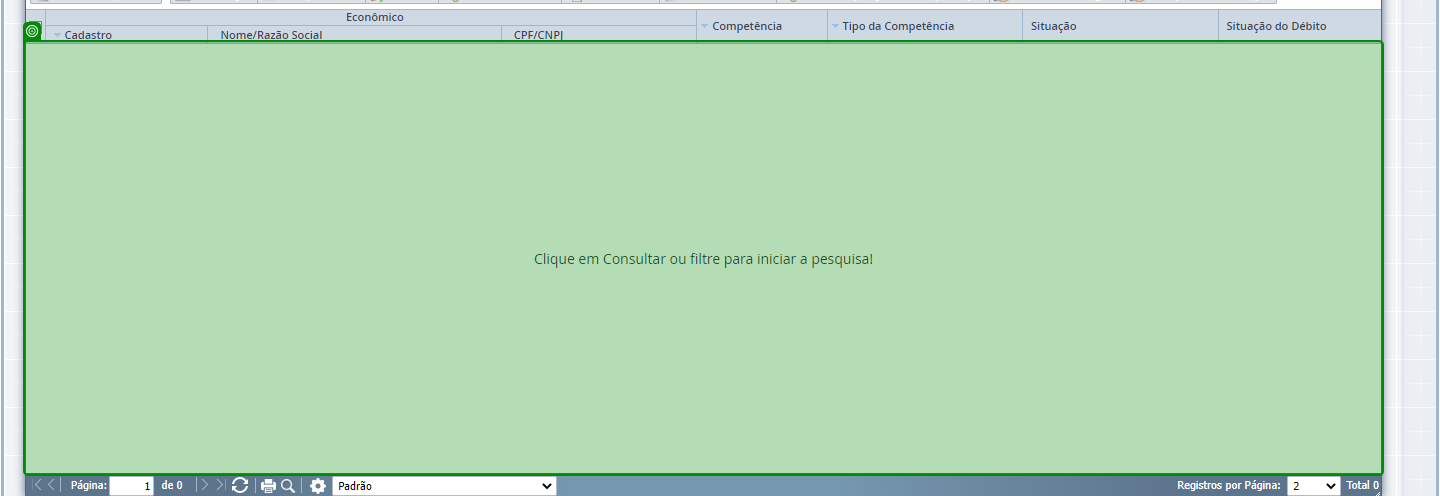 Econômico
Cadastro Nome/Razão Social CPF/CNPJ Competência Tipo da Competência Situação Situação do Débito
Clique em Consultar ou filtre para iniciar a pesquisa!
Página: 1 de 0 Padrão Registros por Página: 2 Total 0